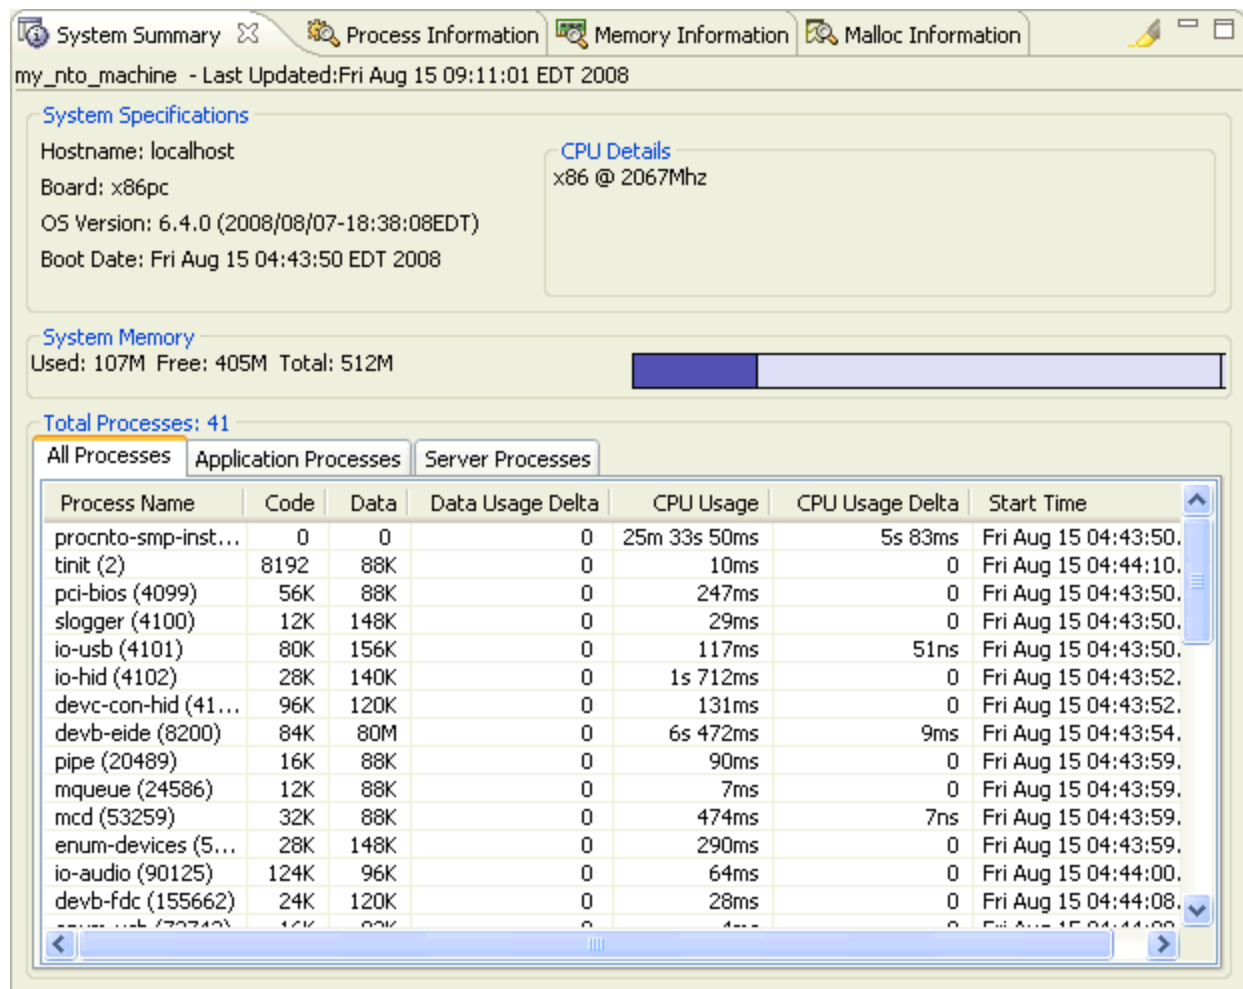 System Summary Process Information Memory Information Malloc Information
my_nto_machine - Last Updated:Fri Aug 15 09:11:01 EDT 2008
System Specifications
Hostname: localhost
Board: x86pc
OS Version: 6.4.0 (2008/08/07-18:38:08EDT)
Boot Date: Fri Aug 15 04:43:50 EDT 2008
CPU Details
x86 @ 2067Mhz
System Memory
Used: 107M Free: 405M Total: 512M
Total Processes: 41
All Processes Application Processes Server Processes
Process Name Code Data Data Usage Delta CPU Usage CPU Usage Delta Start Time
procnto-smp-inst... 0 0 0 25m 33s 50ms 5s 83ms Fri Aug 15 04:43:50.
tinit (2) 8192 88K 0 10ms 0 Fri Aug 15 04:44:10.
pci-bios (4099) 56K 88K 0 247ms 0 Fri Aug 15 04:43:50.
slogger (4100) 12K 148K 0 29ms 0 Fri Aug 15 04:43:50.
io-usb (4101) 80K 156K 0 117ms 51ns Fri Aug 15 04:43:50.
io-hid (4102) 28K 140K 0 1s 712ms 0 Fri Aug 15 04:43:52.
devc-con-hid (41... 96K 120K 0 131ms 0 Fri Aug 15 04:43:52.
devb-eide (8200) 84K 80M 0 6s 472ms 9ms Fri Aug 15 04:43:54.
pipe (20489) 16K 88K 0 90ms 0 Fri Aug 15 04:43:59.
mqueue (24586) 12K 88K 0 7ms 0 Fri Aug 15 04:43:59.
mcd (53259) 32K 88K 0 474ms 7ns Fri Aug 15 04:43:59.
enum-devices (5... 28K 148K 0 290ms 0 Fri Aug 15 04:43:59.
io-audio (90125) 124K 96K 0 64ms 0 Fri Aug 15 04:44:00.
devb-fdc (155662) 24K 120K 0 28ms 0 Fri Aug 15 04:44:08.